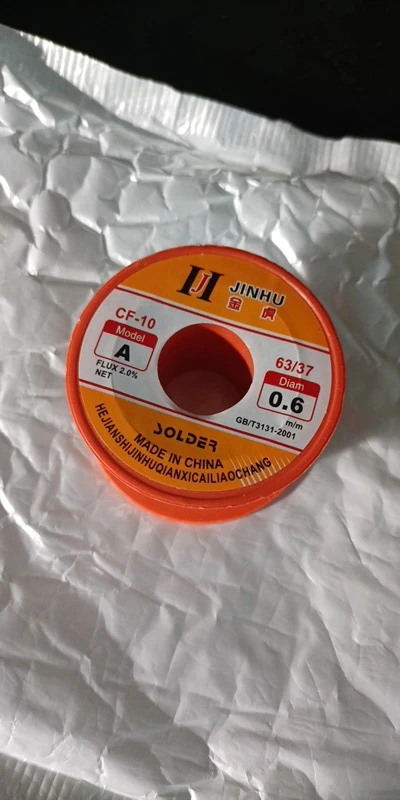 JINHU
金虎
CF-10
Model
A
FLUX 2.0%
NET
63/37
Diam
0.6
m/m
GB/T3131-2001
SOLDER
MADE IN CHINA
HEJIANSHIJINHUQIANXICAILIAOCHANG